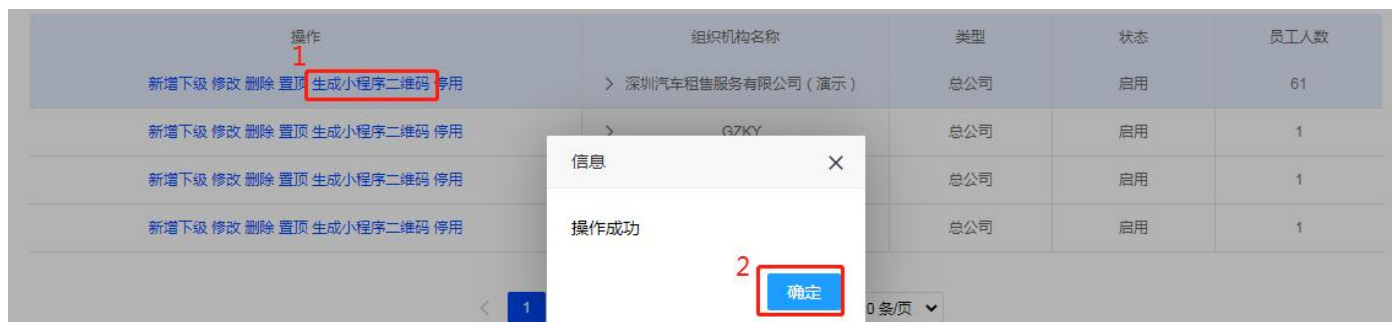 操作 组织机构名称 类型 状态 员工人数
1
新增下级 修改 删除 置顶 生成小程序二维码 停用 > 深圳汽车租售服务有限公司（演示） 总公司 启用 61
新增下级 修改 删除 置顶 生成小程序二维码 停用 > GZKY 总公司 启用 1
信息 ×
新增下级 修改 删除 置顶 生成小程序二维码 停用 总公司 启用 1
操作成功
新增下级 修改 删除 置顶 生成小程序二维码 停用 总公司 启用 1
2
确定
< 1 0 条/页